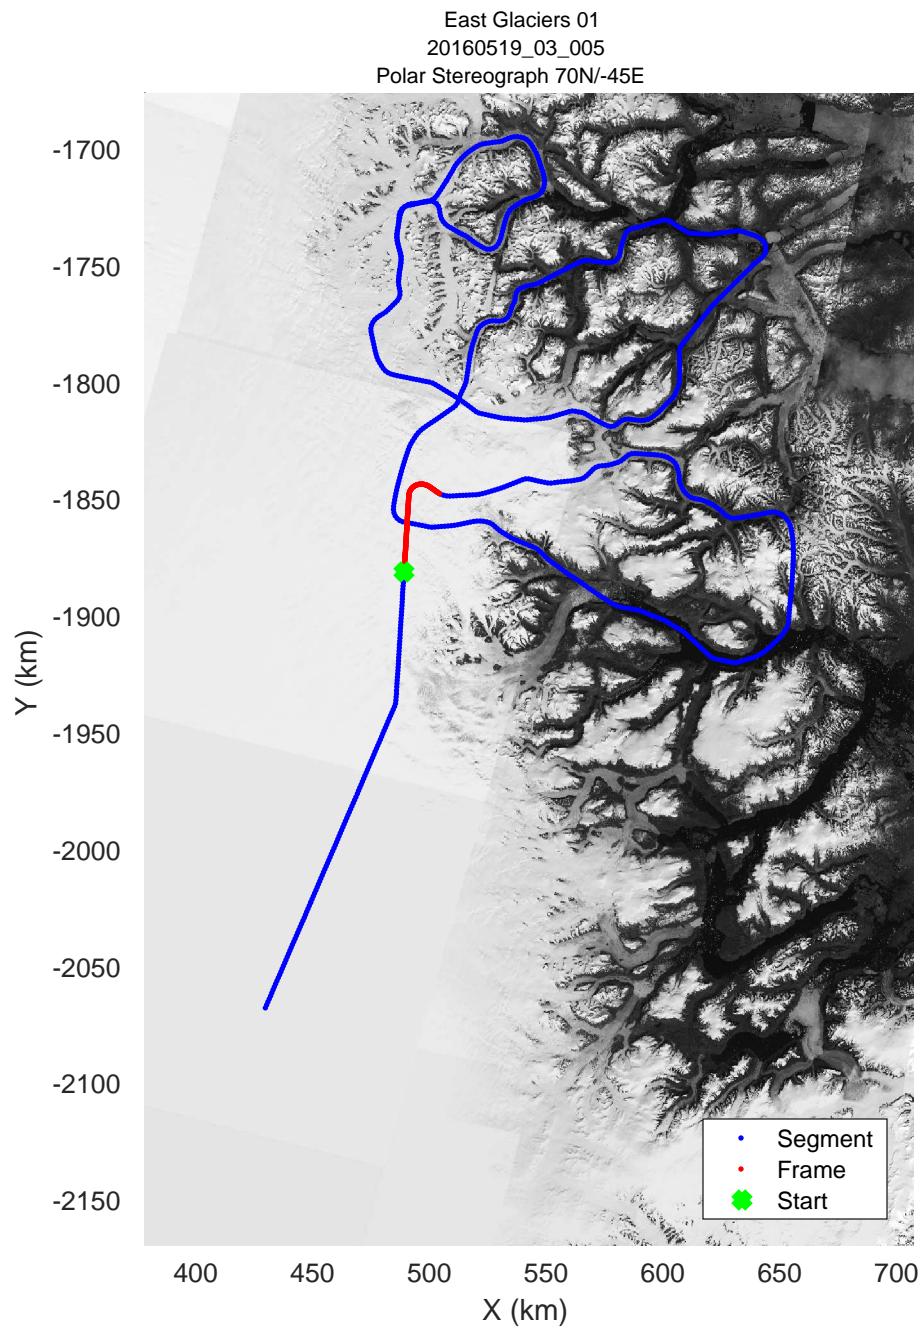 East Glaciers 01
20160519_03_005
Polar Stereograph 70N/-45E
-1700
-1750
-1800
-1850
-1900
-1950
-2000
-2050
-2100
-2150
Y (km)
Segment
Frame
Start
400 450 500 550 600 650 700
X (km)